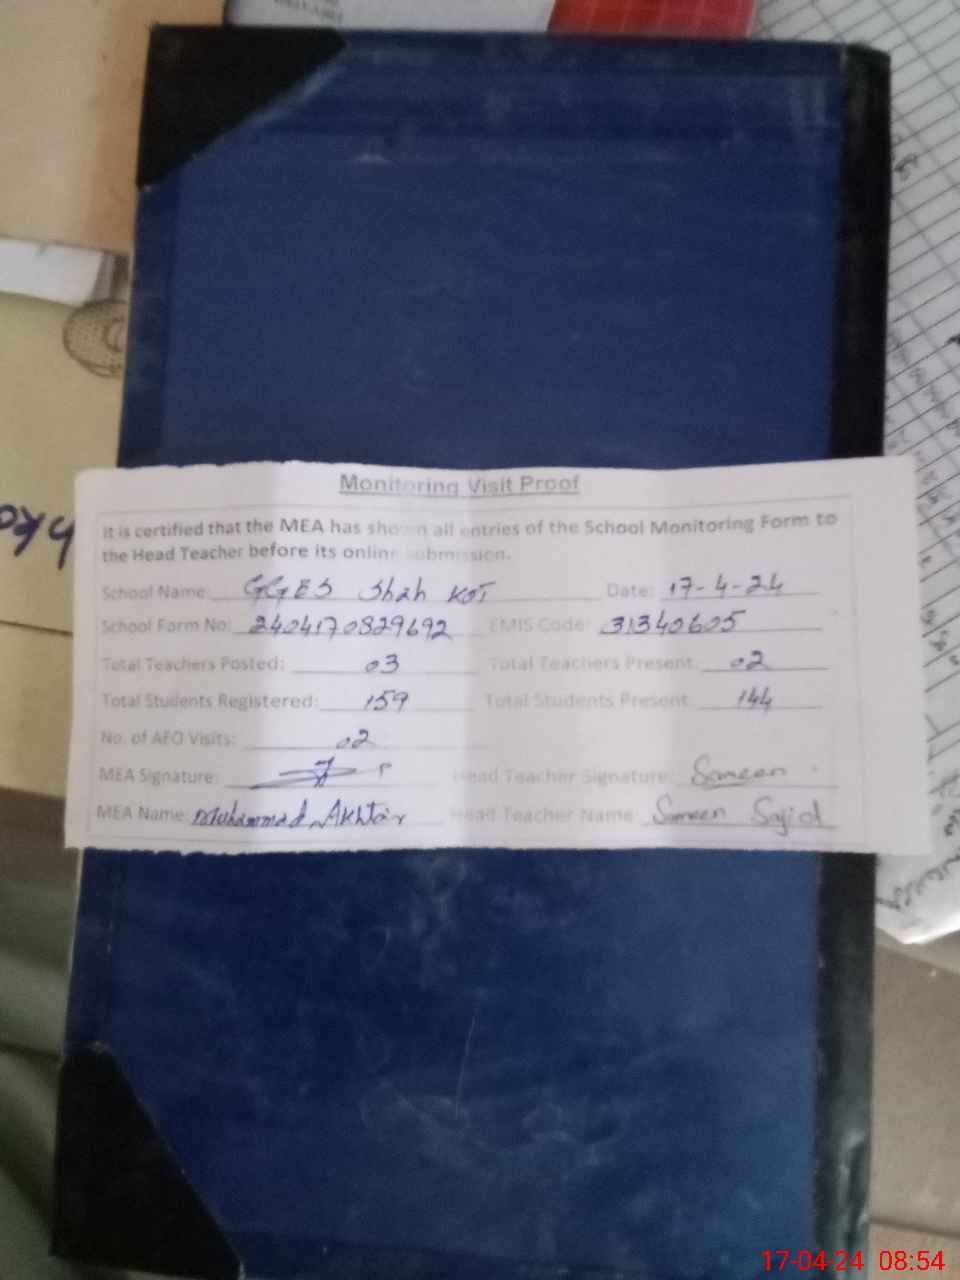 Monitoring Visit Proof
It is certified that the MEA has shown all entries of the School Monitoring Form to
the Head Teacher before its online submission.
School Name: GGES Shah KOT Date: 17-4-24
School Form No: 2404170829692 EMIS Code: 31340605
Total Teachers Posted: 03 Total Teachers Present: 02
Total Students Registered: 159 Total Students Present: 144
No. of AEO Visits: 02
MEA Signature: Head Teacher Signature: Sameen
MEA Name: Muhammad Akhtar Head Teacher Name Sameen Sajid
17-04-24 08:54